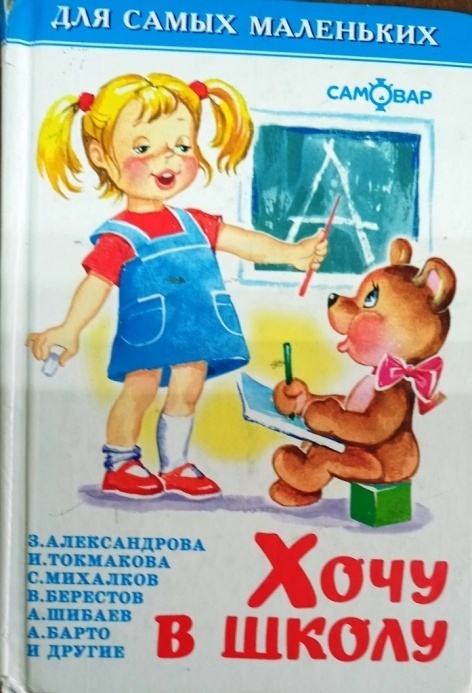 ДЛЯ САМЫХ МАЛЕНЬКИХ
САМОВАР
А
З.АЛЕКСАНДРОВА
И.ТОКМАКОВА
С.МИХАЛКОВ
В.БЕРЕСТОВ
А.ШИБАЕВ
А.БАРТО
И ДРУГИЕ
ХОЧУ
В ШКОЛУ